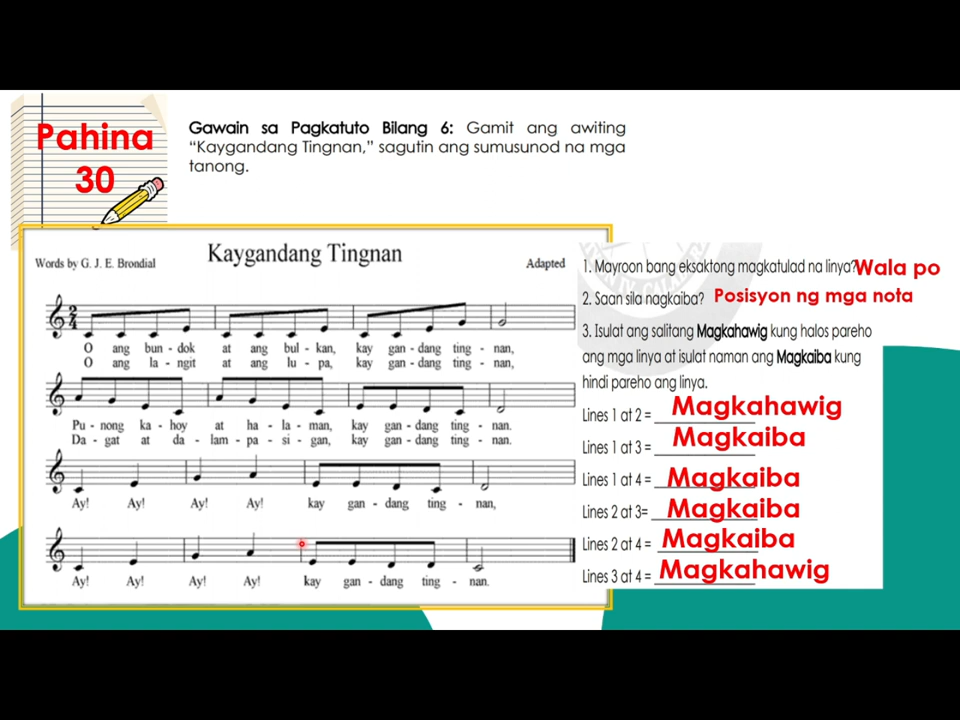 Pahina
30
Gawain sa Pagkatuto Bilang 6: Gamit ang awiting
“Kaygandang Tingnan,” sagutin ang sumusunod na mga
tanong.
Kaygandang Tingnan
Words by G. J. E. Brondial
Adapted
2
4
O ang bun - dok at ang bul - kan, kay gan - dang ting - nan,
O ang la - ngit at ang lu - pa, kay gan - dang ting - nan,
Pu - nong ka - hoy at ha - la - man, kay gan - dang ting - nan.
Da - gat at da - lam - pa - si - gan, kay gan - dang ting - nan.
Ay! Ay! Ay! Ay! kay gan - dang ting - nan,
Ay! Ay! Ay! Ay! kay gan - dang ting - nan.
1. Mayroon bang eksaktong magkatulad na linya? Wala po
2. Saan sila nagkaiba? Posisyon ng mga nota
3. Isulat ang salitang Magkahawig kung halos pareho
ang mga linya at isulat naman ang Magkaiba kung
hindi pareho ang linya.
Lines 1 at 2 = Magkahawig
Lines 1 at 3 = Magkaiba
Lines 1 at 4 = Magkaiba
Lines 2 at 3= Magkaiba
Lines 2 at 4 = Magkaiba
Lines 3 at 4 = Magkahawig